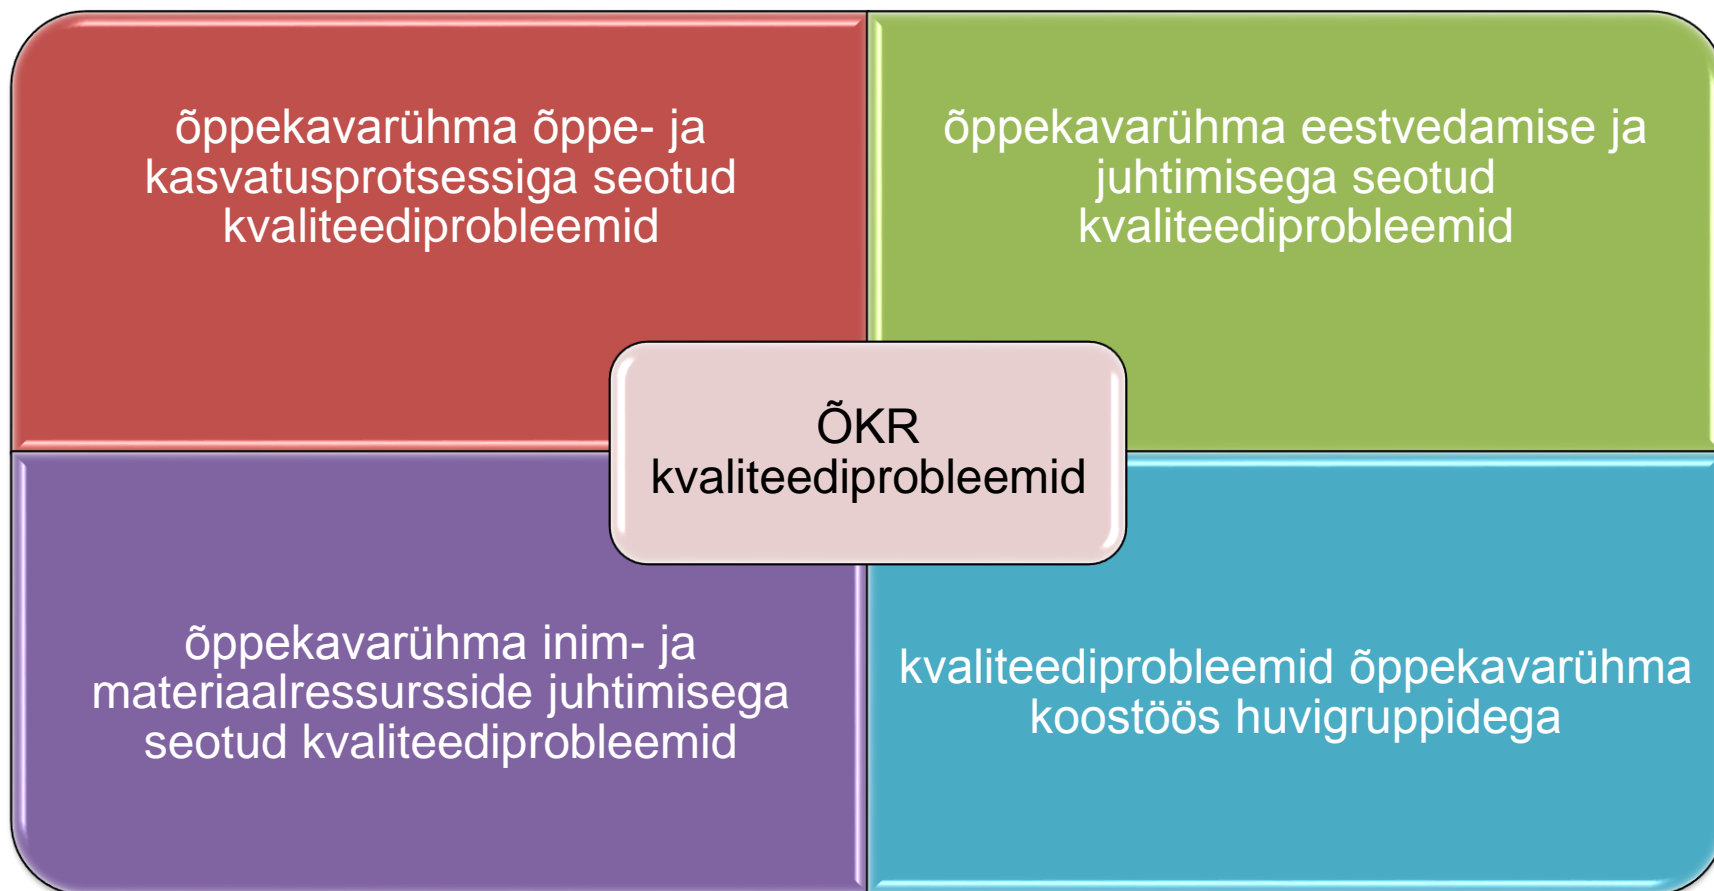 õppekavarühma õppe- ja
kasvatusprotsessiga seotud
kvaliteediprobleemid
õppekavarühma eestvedamise ja
juhtimisega seotud
kvaliteediprobleemid
ÕKR
kvaliteediprobleemid
õppekavarühma inim- ja
materiaalressursside juhtimisega
seotud kvaliteediprobleemid
kvaliteediprobleemid õppekavarühma
koostöös huvigruppidega